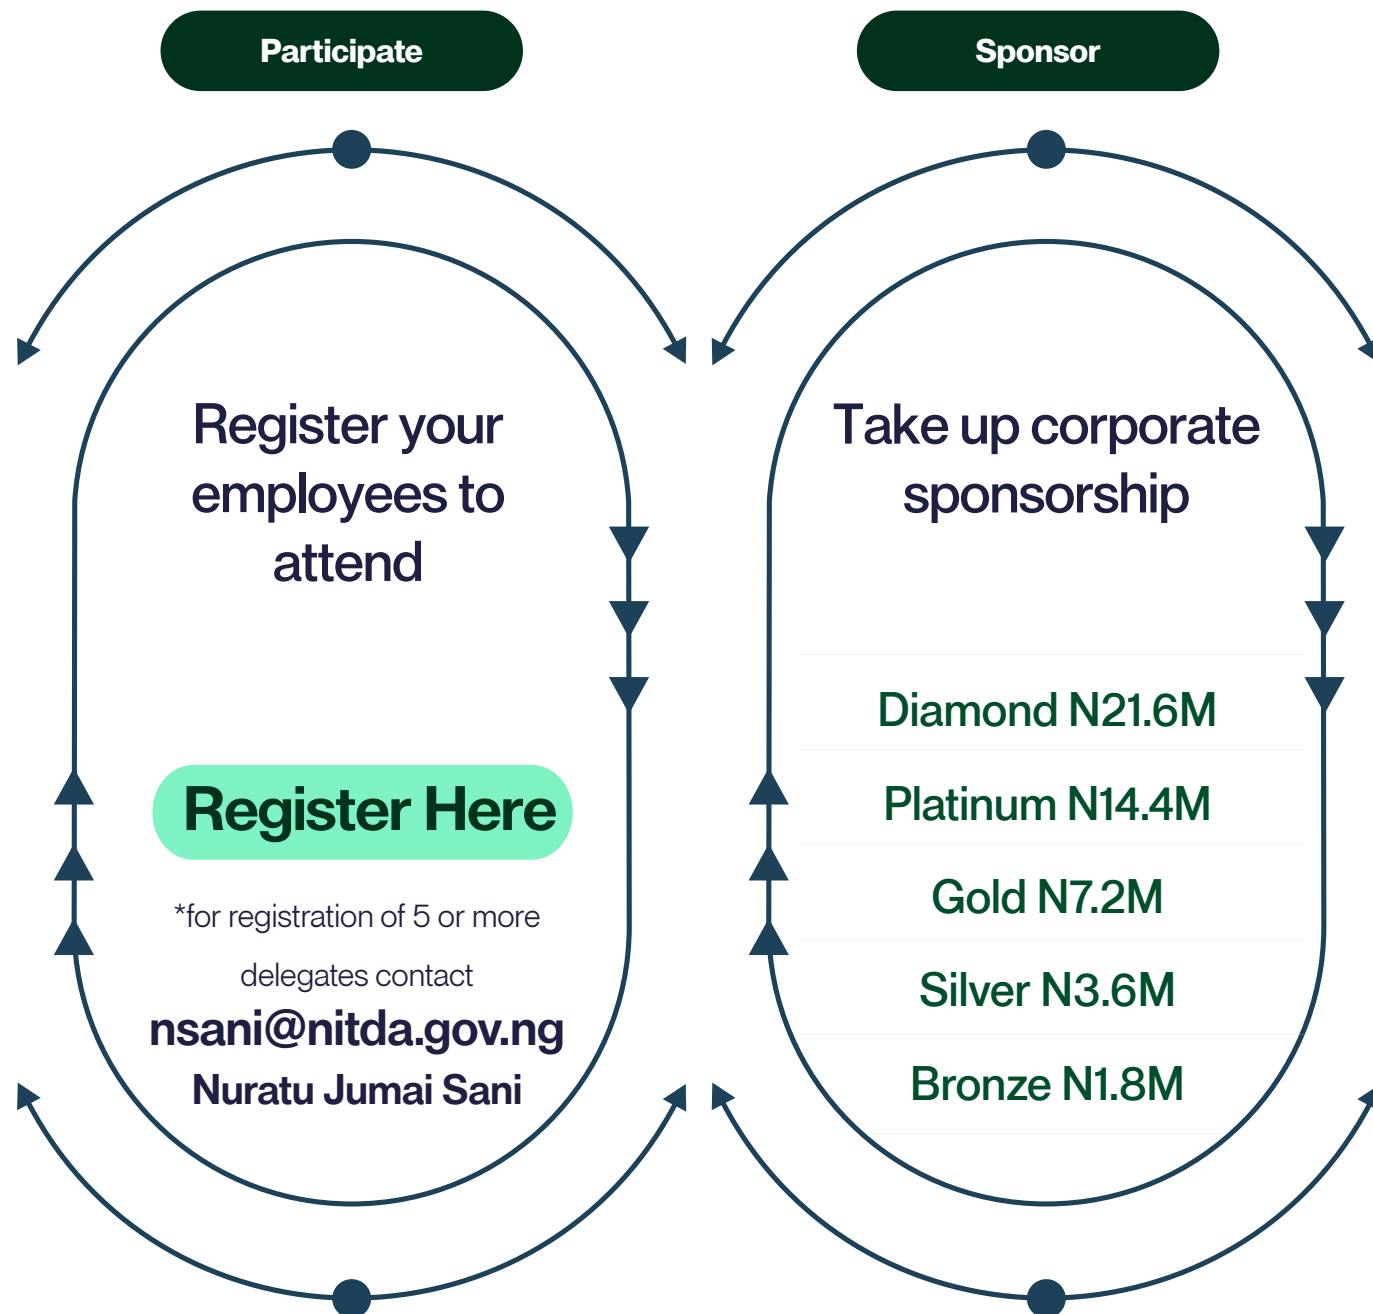 Participate
Register your
employees to
attend
Register Here
*for registration of 5 or more
delegates contact
nsani@nitda.gov.ng
Nuratu Jumai Sani
Sponsor
Take up corporate
sponsorship
Diamond N21.6M
Platinum N14.4M
Gold N7.2M
Silver N3.6M
Bronze N1.8M